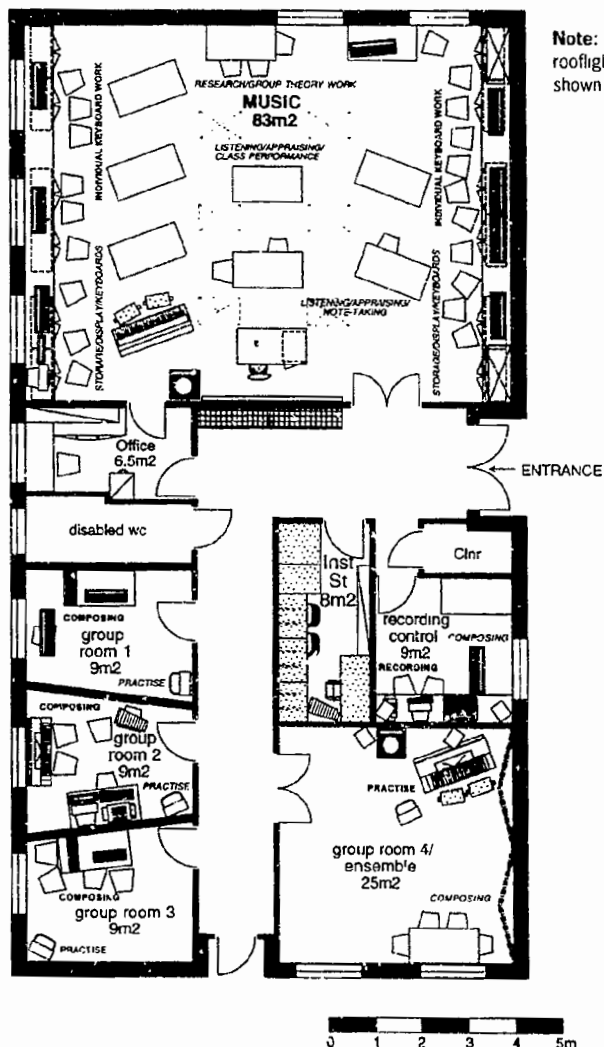 Note:
rooflight
shown
RESEARCH/GROUP THEORY WORK
MUSIC
83m2
LISTENING/APPRAISING/
CLASS PERFORMANCE
INDIVIDUAL KEYBOARD WORK
INDIVIDUAL KEYBOARD WORK
STORAGE/DISPLAY/KEYBOARDS
LISTENING/APPRAISING/
NOTE-TAKING
STORAGE/DISPLAY/KEYBOARDS
Office
6.5m2
ENTRANCE
disabled wc
Inst
St
8m2
Clnr
COMPOSING
group
room 1
9m2
PRACTISE
recording
control
9m2
COMPOSING
RECORDING
COMPOSING
group
room 2
9m2
PRACTISE
PRACTISE
group room 4/
ensemble
25m2
COMPOSING
COMPOSING
group room 3
9m2
PRACTISE
0 1 2 3 4 5m